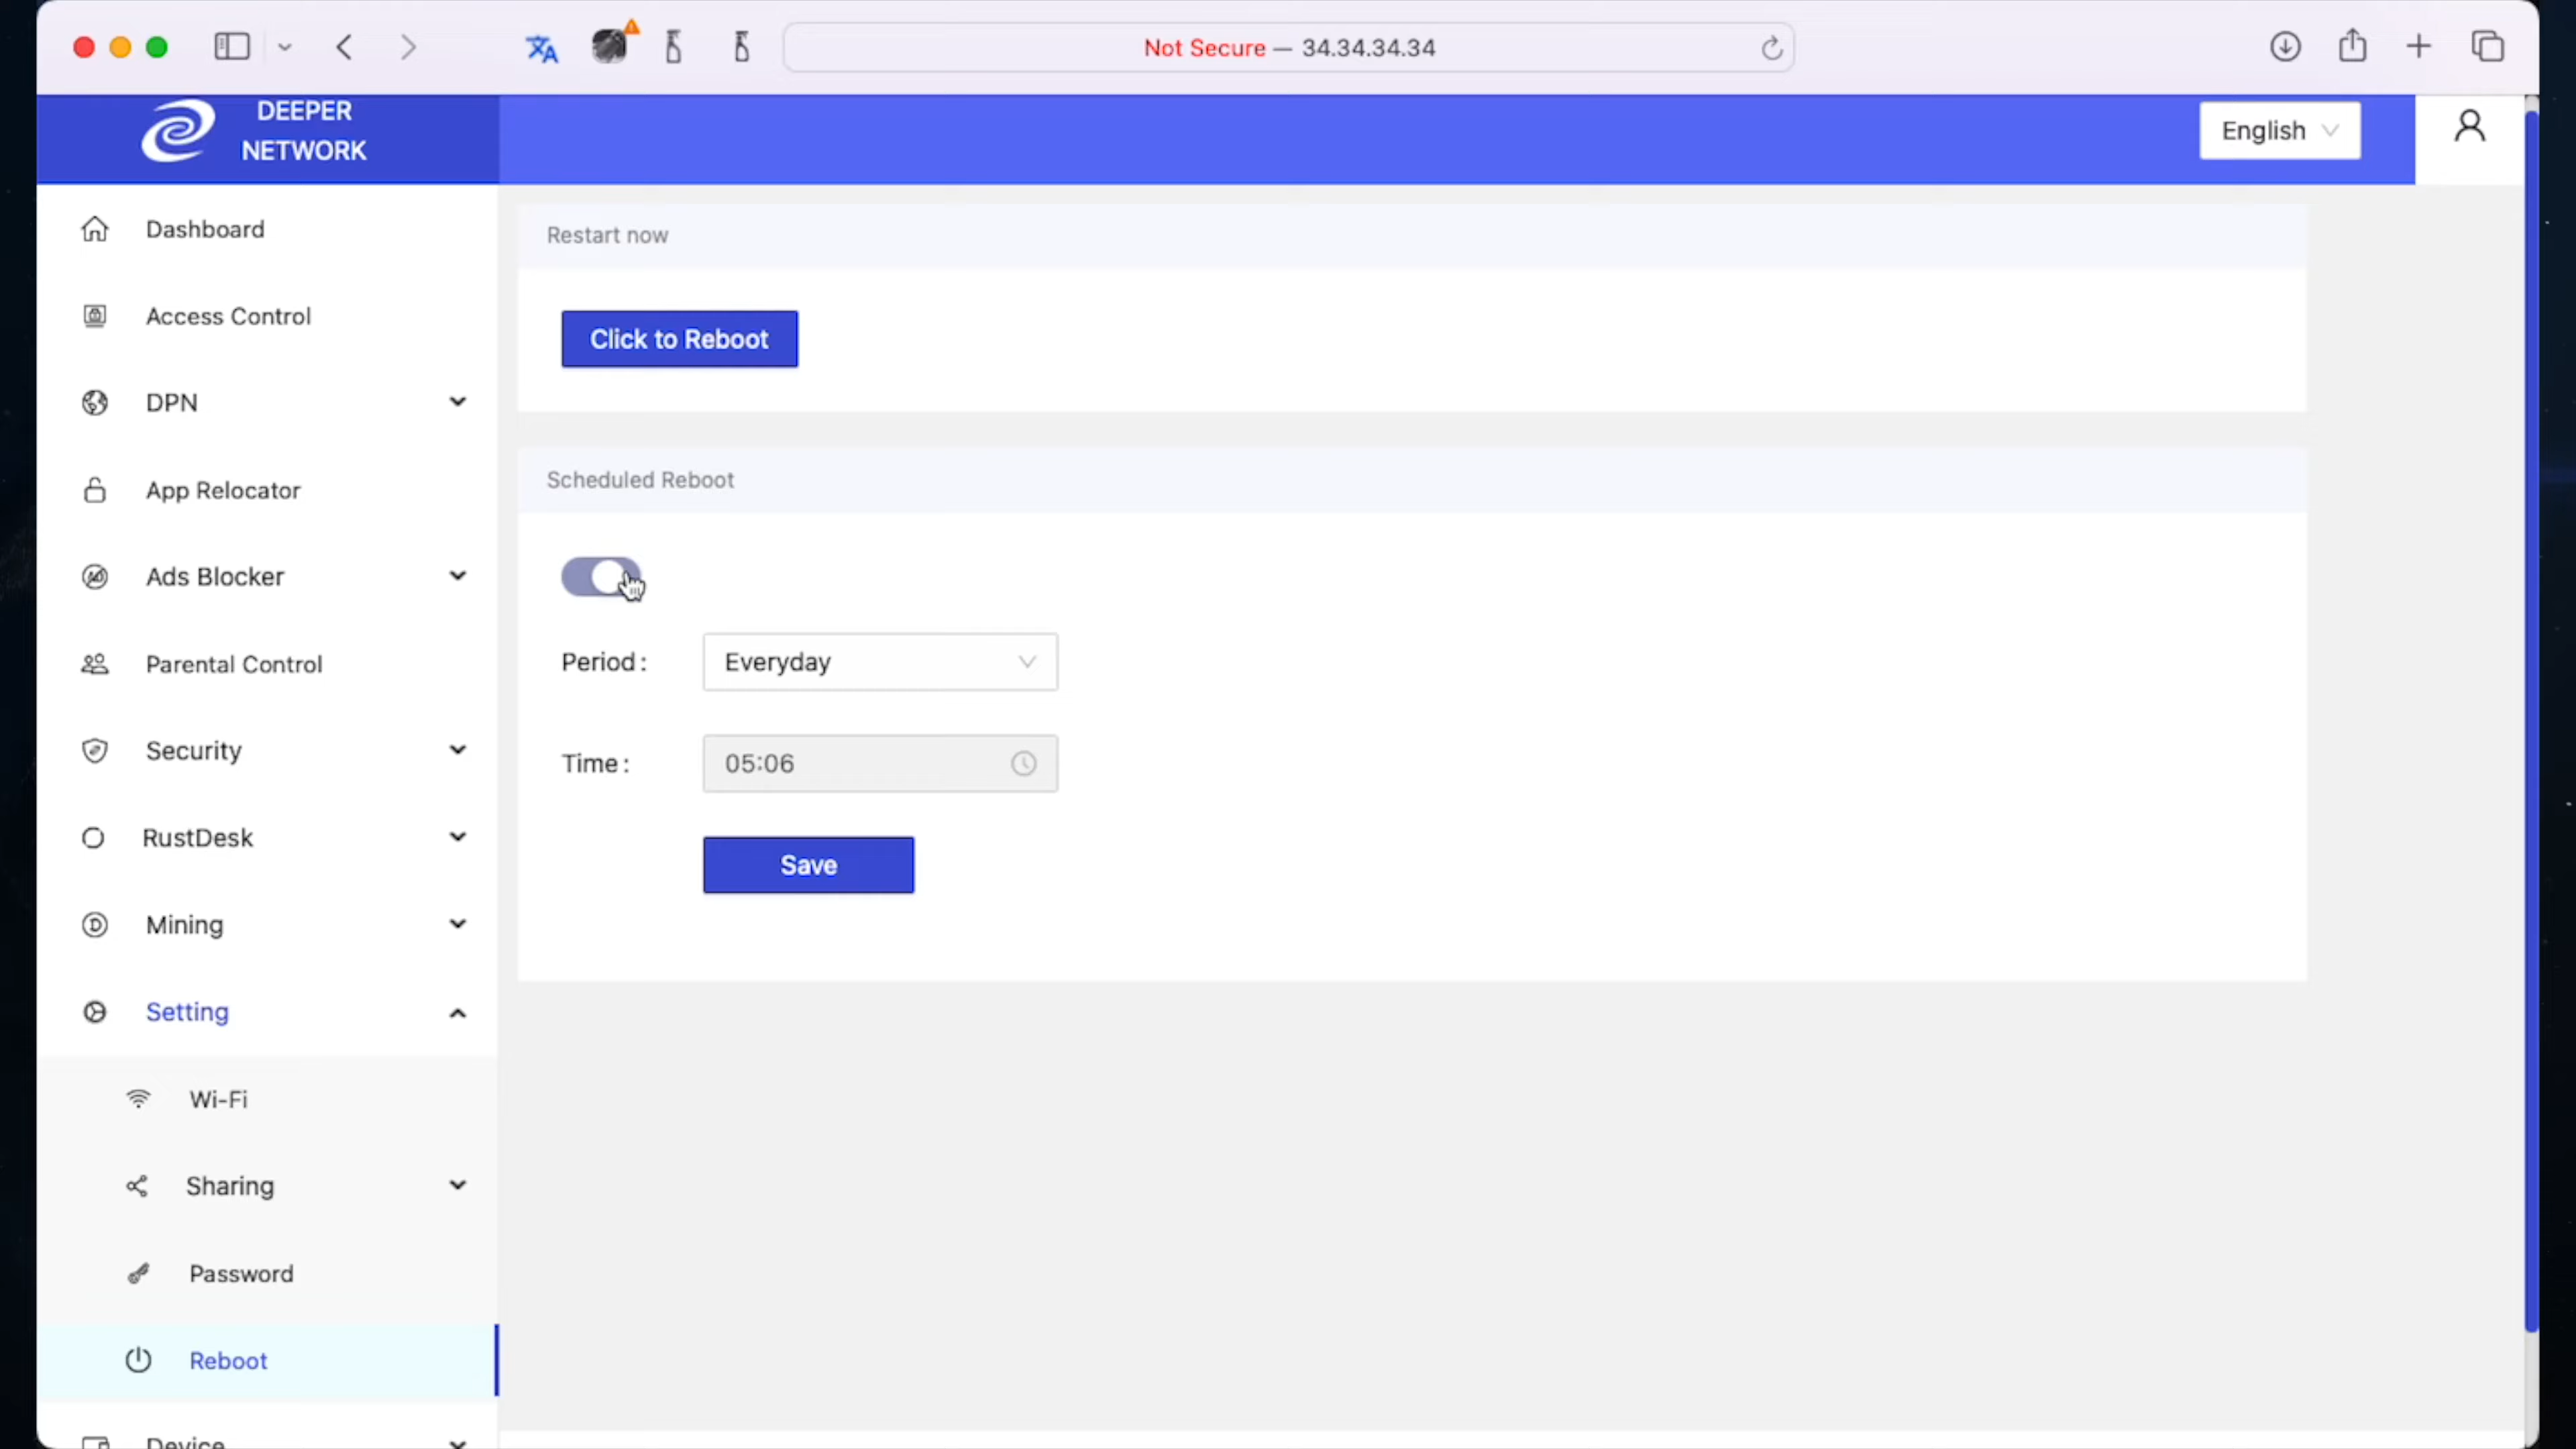 Not Secure — 34.34.34.34
DEEPER
NETWORK
English
Dashboard
Access Control
DPN
App Relocator
Ads Blocker
Parental Control
Security
RustDesk
Mining
Setting
Wi-Fi
Sharing
Password
Reboot
Device
Restart now
Click to Reboot
Scheduled Reboot
Period :
Everyday
Time :
05:06
Save